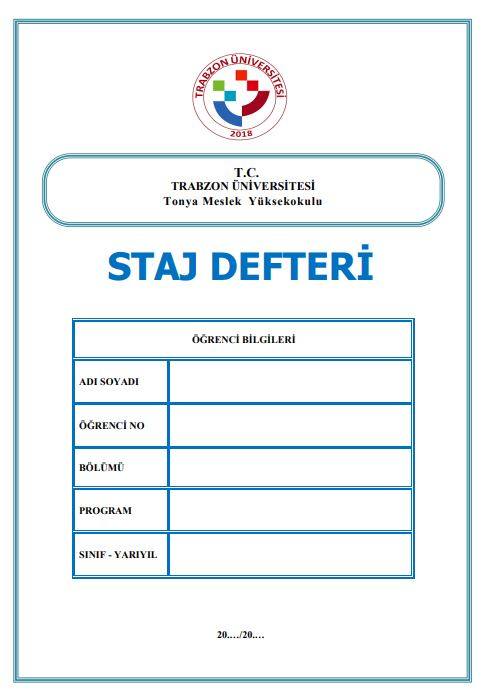 TRABZON ÜNİVERSİTESİ
2018
T.C.
TRABZON ÜNİVERSİTESİ
Tonya Meslek Yüksekokulu
STAJ DEFTERİ
ÖĞRENCİ BİLGİLERİ
ADI SOYADI
ÖĞRENCİ NO
BÖLÜMÜ
PROGRAM
SINIF - YARIYIL
20…./20….